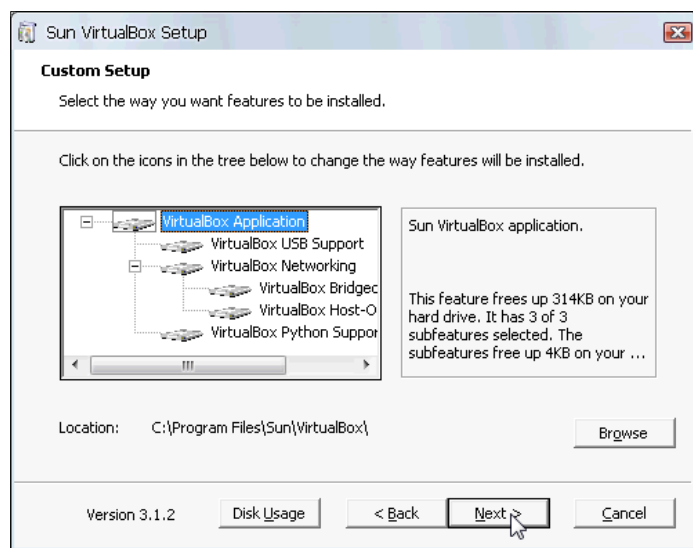 Sun VirtualBox Setup
Custom Setup
Select the way you want features to be installed.
Click on the icons in the tree below to change the way features will be installed.
VirtualBox Application
VirtualBox USB Support
VirtualBox Networking
VirtualBox Bridgec
VirtualBox Host-O
VirtualBox Python Suppor
Sun VirtualBox application.
This feature frees up 314KB on your
hard drive. It has 3 of 3
subfeatures selected. The
subfeatures free up 4KB on your ...
Location: C:\Program Files\Sun\VirtualBox\
Browse
Version 3.1.2
Disk Usage
< Back
Next >
Cancel